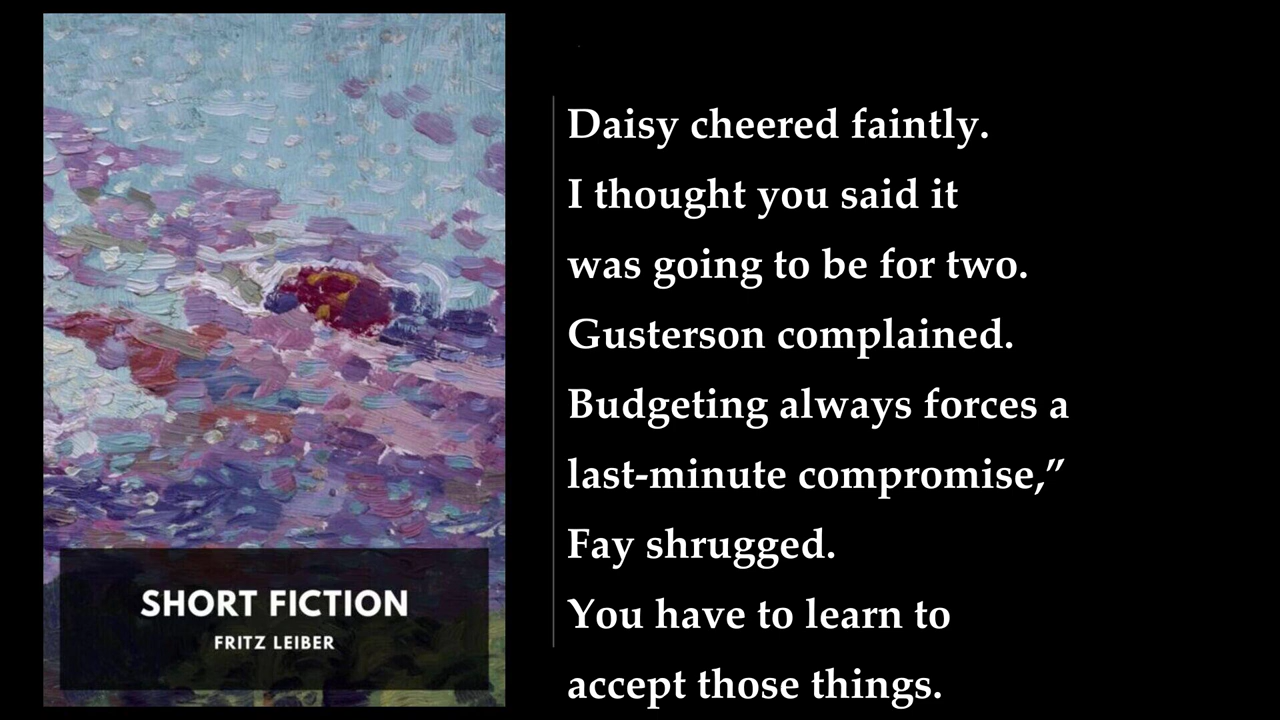 SHORT FICTION
FRITZ LEIBER
Daisy cheered faintly.
I thought you said it
was going to be for two.
Gusterson complained.
Budgeting always forces a
last-minute compromise,”
Fay shrugged.
You have to learn to
accept those things.